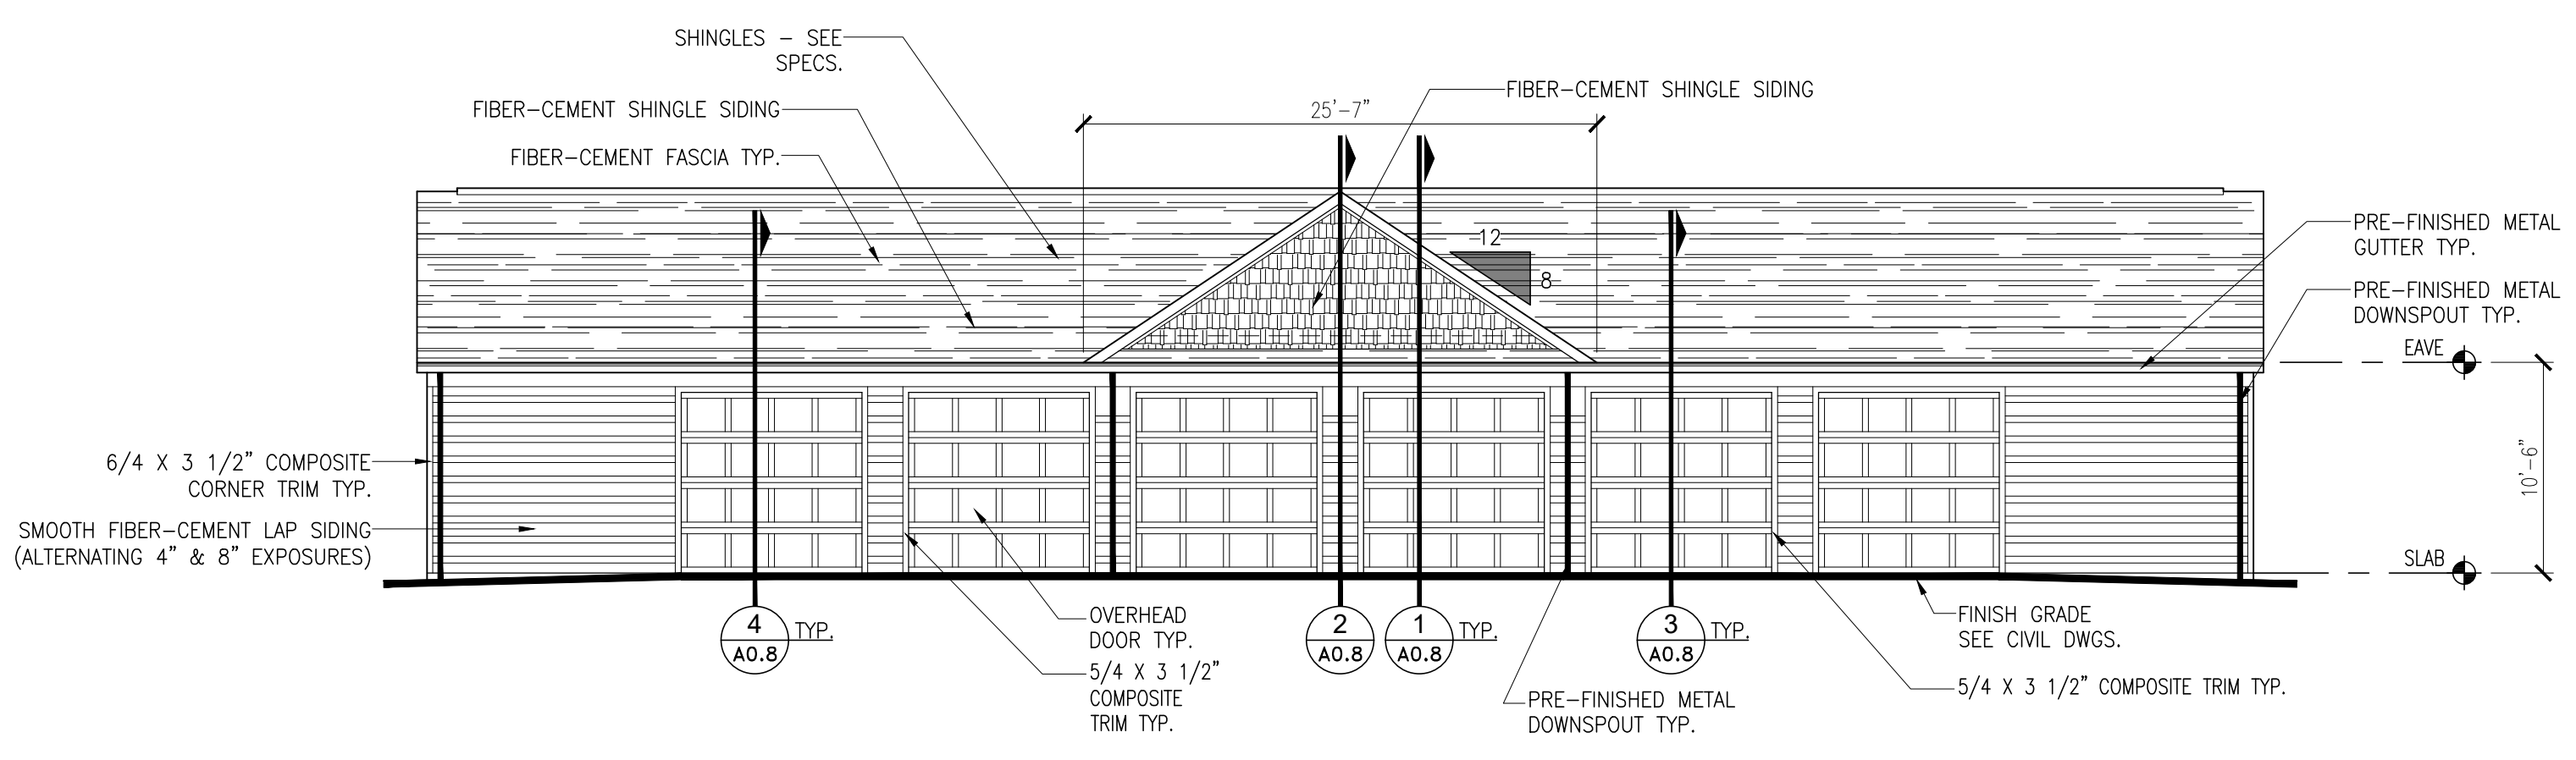 SHINGLES – SEE
SPECS.
FIBER–CEMENT SHINGLE SIDING
FIBER–CEMENT SHINGLE SIDING
25'–7"
FIBER–CEMENT FASCIA TYP.
12
8
PRE–FINISHED METAL
GUTTER TYP.
PRE–FINISHED METAL
DOWNSPOUT TYP.
EAVE
10'–6"
SLAB
6/4 X 3 1/2" COMPOSITE
CORNER TRIM TYP.
SMOOTH FIBER–CEMENT LAP SIDING
(ALTERNATING 4" & 8" EXPOSURES)
4
A0.8
TYP.
OVERHEAD
DOOR TYP.
5/4 X 3 1/2"
COMPOSITE
TRIM TYP.
2
A0.8
1
A0.8
TYP.
3
A0.8
TYP.
PRE–FINISHED METAL
DOWNSPOUT TYP.
FINISH GRADE
SEE CIVIL DWGS.
5/4 X 3 1/2" COMPOSITE TRIM TYP.